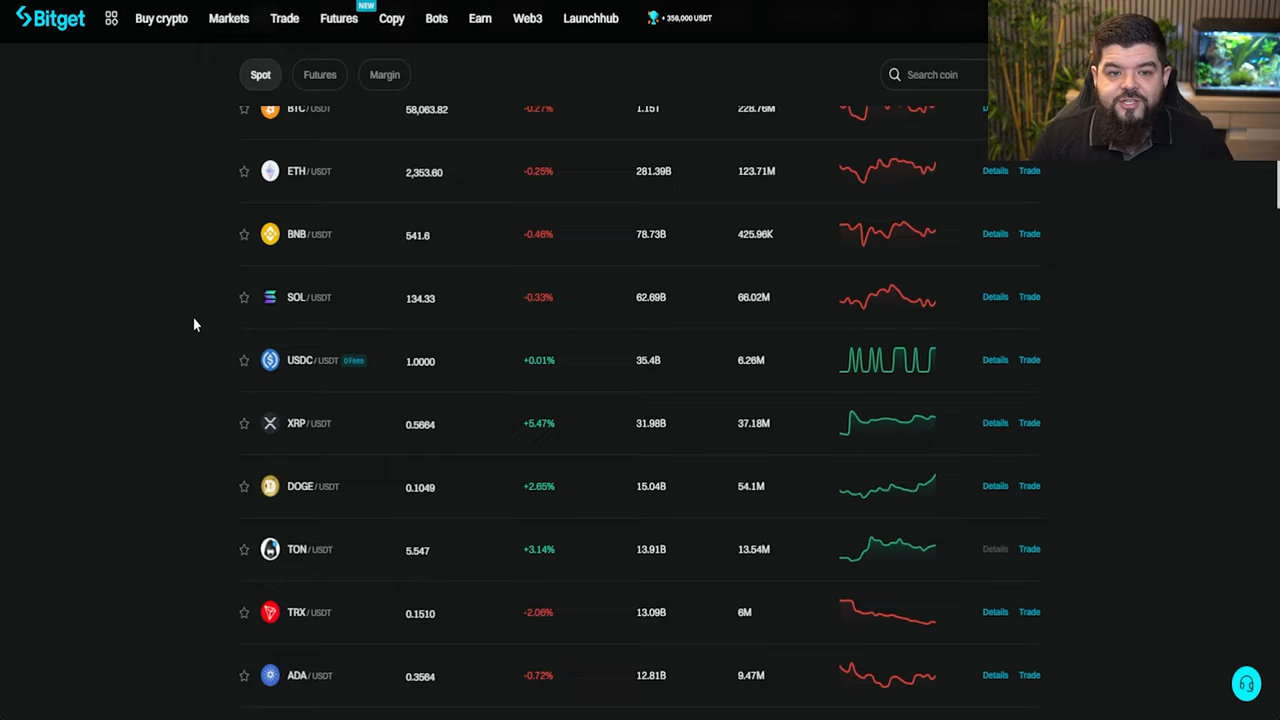 Bitget Buy crypto Markets Trade Futures NEW Copy Bots Earn Web3 Launchhub + 356,000 USDT
Spot Futures Margin Search coin
BTC / USDT 58,063.82 -0.27% 1.15T 228.76M
ETH / USDT 2,353.60 -0.25% 281.39B 123.71M Details Trade
BNB / USDT 541.6 -0.46% 78.73B 425.96K Details Trade
SOL / USDT 134.33 -0.33% 62.69B 66.02M Details Trade
USDC / USDT 0 Fees 1.0000 +0.01% 35.4B 6.26M Details Trade
XRP / USDT 0.5664 +5.47% 31.98B 37.18M Details Trade
DOGE / USDT 0.1049 +2.65% 15.04B 54.1M Details Trade
TON / USDT 5.547 +3.14% 13.91B 13.54M Details Trade
TRX / USDT 0.1510 -2.06% 13.09B 6M Details Trade
ADA / USDT 0.3564 -0.72% 12.81B 9.47M Details Trade